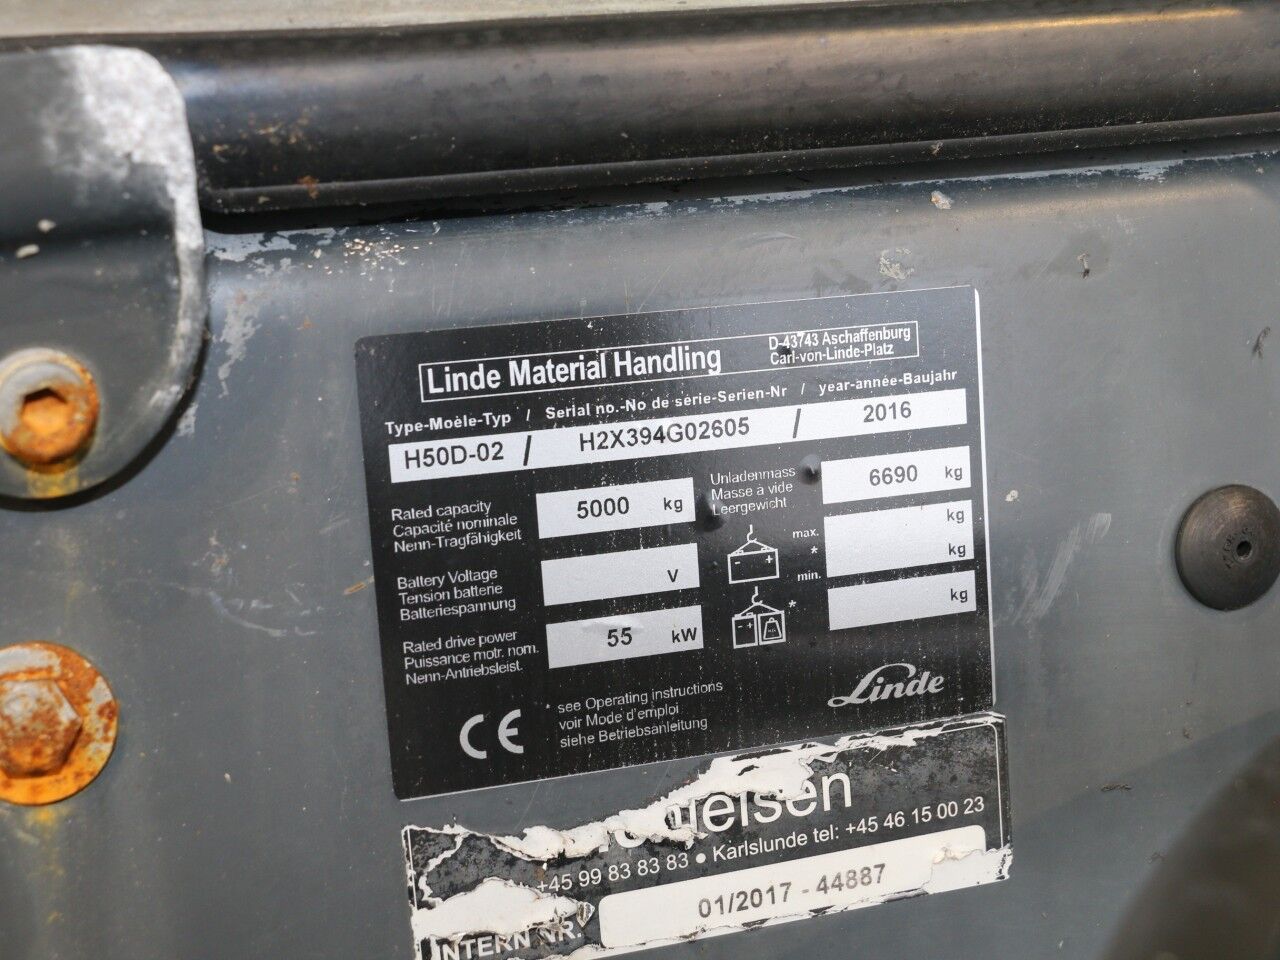 Linde Material Handling
D-43743 Aschaffenburg
Carl-von-Linde-Platz
Type-Moèle-Typ / Serial no.-No de série-Serien-Nr / year-année-Baujahr
H50D-02 / H2X394G02605 / 2016
Rated capacity
Capacité nominale
Nenn-Tragfähigkeit
5000 kg
Unladenmass
Masse à vide
Leergewicht
6690 kg
Battery Voltage
Tension batterie
Batteriespannung
V
max. kg
*
min. kg
Rated drive power
Puissance motr. nom.
Nenn-Antriebsleist.
55 kW
- +
- +
*
kg
CE
* see Operating instructions
voir Mode d'emploi
siehe Betriebsanleitung
Linde
+45 99 83 83 83 • Karlslunde tel: +45 46 15 00 23
INTERN NR. 01/2017 - 44887